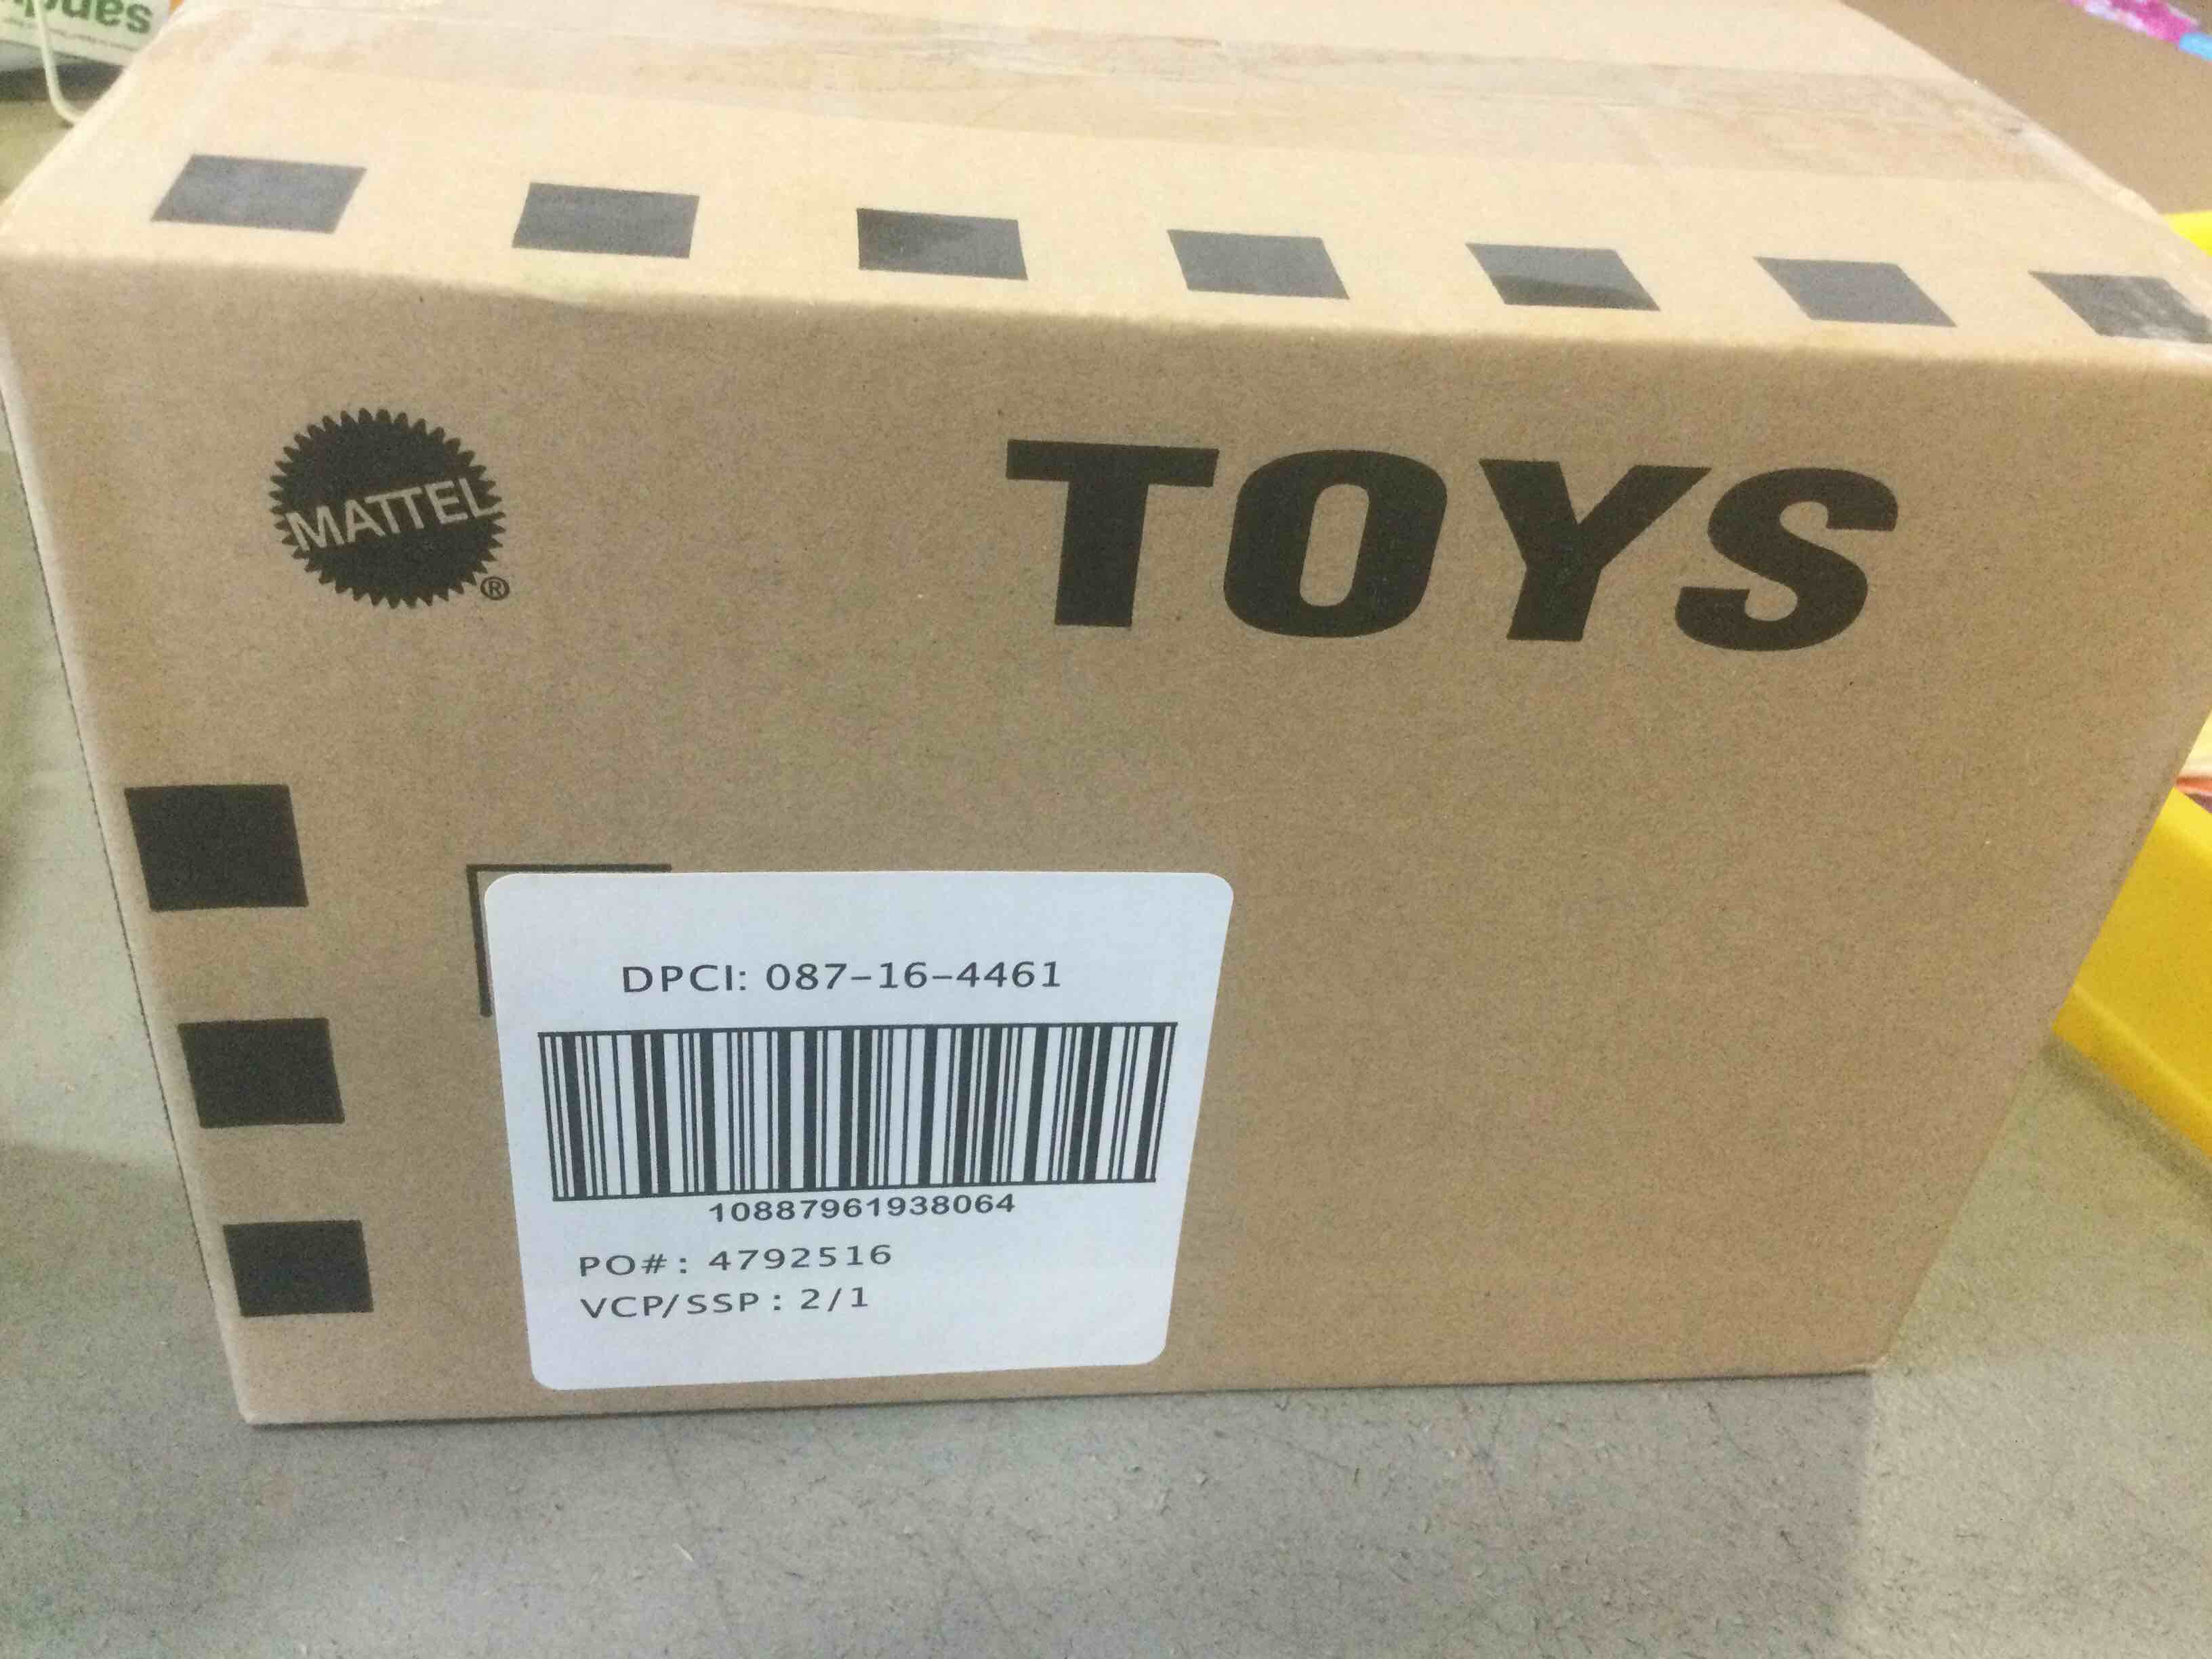 MATTEL
®
TOYS
DPCI: 087-16-4461
10887961938064
PO#: 4792516
VCP/SSP: 2/1